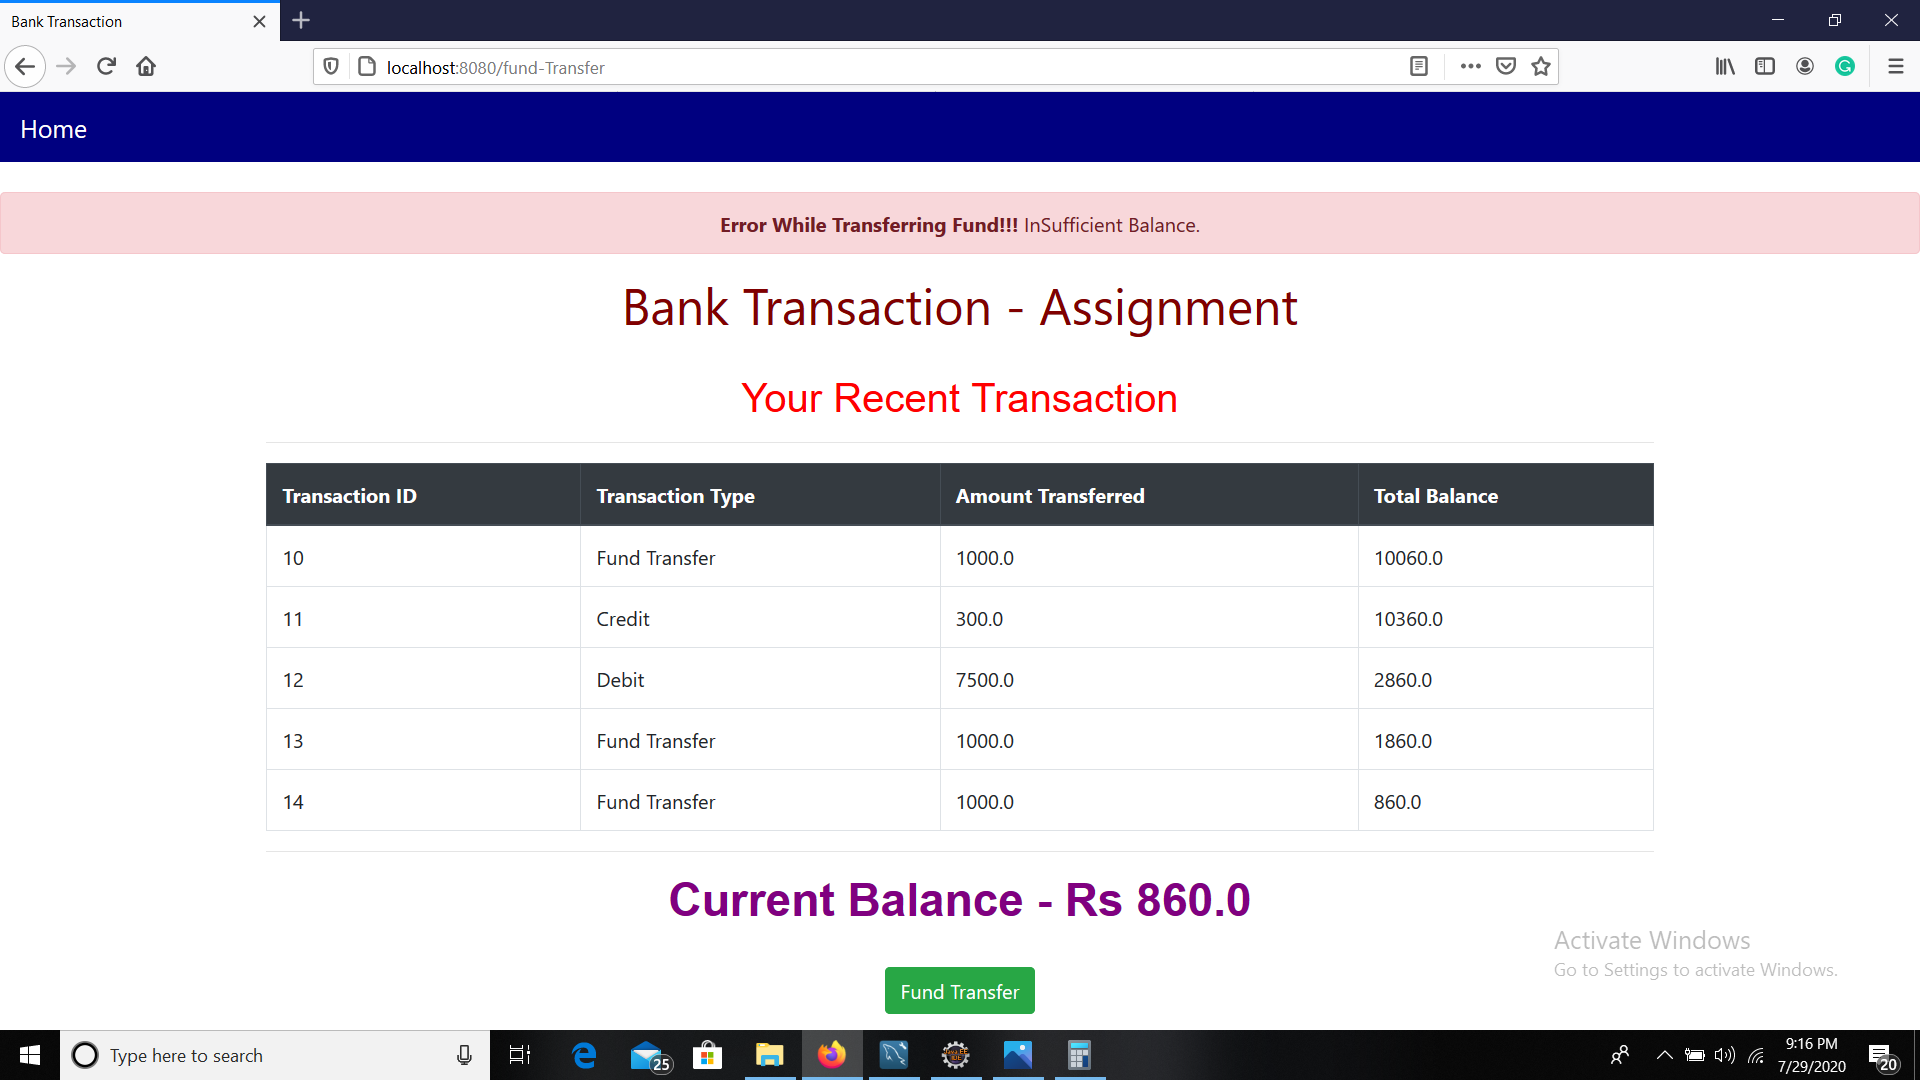 Bank Transaction
localhost:8080/fund-Transfer
Home
Error While Transferring Fund!!! InSufficient Balance.
Bank Transaction - Assignment
Your Recent Transaction
Transaction ID Transaction Type Amount Transferred Total Balance
10 Fund Transfer 1000.0 10060.0
11 Credit 300.0 10360.0
12 Debit 7500.0 2860.0
13 Fund Transfer 1000.0 1860.0
14 Fund Transfer 1000.0 860.0
Current Balance - Rs 860.0
Activate Windows
Go to Settings to activate Windows.
Fund Transfer
Type here to search
25
9:16 PM
7/29/2020
20